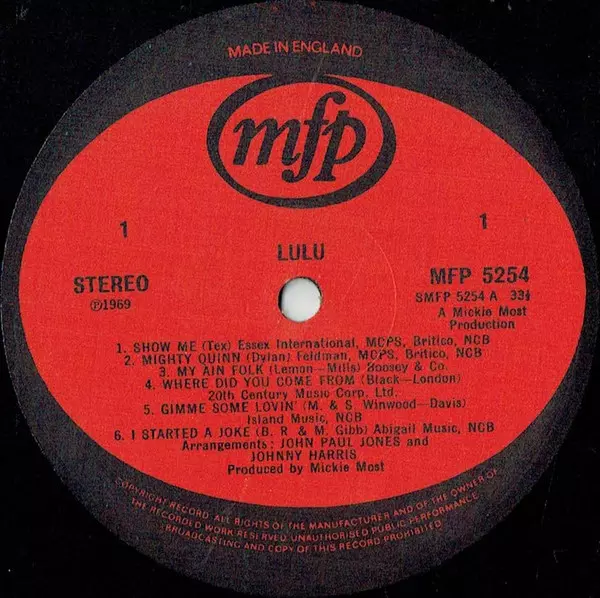 MADE IN ENGLAND
mfp
1
1
LULU
STEREO
MFP 5254
℗1969
SMFP 5254 A 33⅓
A Mickie Most
Production
1. SHOW ME (Tex) Essex International, MCPS, Britico, NCB
2. MIGHTY QUINN (Dylan) Feldman, MCPS, Britico, NCB
3. MY AIN FOLK (Lemon—Mills) Boosey & Co.
4. WHERE DID YOU COME FROM (Black—London)
20th Century Music Corp. Ltd.
5. GIMME SOME LOVIN' (M. & S Winwood—Davis)
Island Music, NCB
6. I STARTED A JOKE (B. R & M. Gibb) Abigail Music, NCB
Arrangements: JOHN PAUL JONES and
JOHNNY HARRIS
Produced by Mickie Most
COPYRIGHT RECORD ALL RIGHTS OF THE MANUFACTURER AND OF THE OWNER OF
THE RECORDED WORK RESERVED UNAUTHORISED PUBLIC PERFORMANCE
BROADCASTING AND COPY OF THIS RECORD PROHIBITED